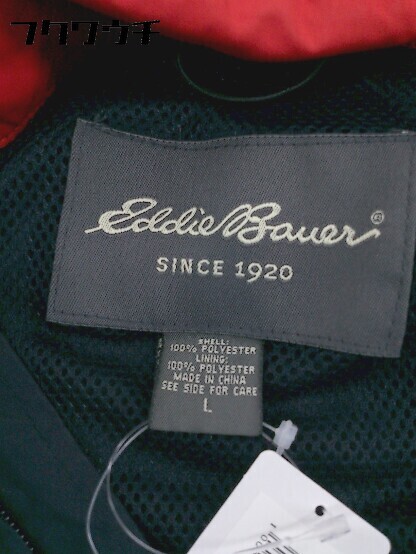 フクウクチ
Eddie Bauer®
SINCE 1920
SHELL:
100% POLYESTER
LINING:
100% POLYESTER
MADE IN CHINA
SEE SIDE FOR CARE
L